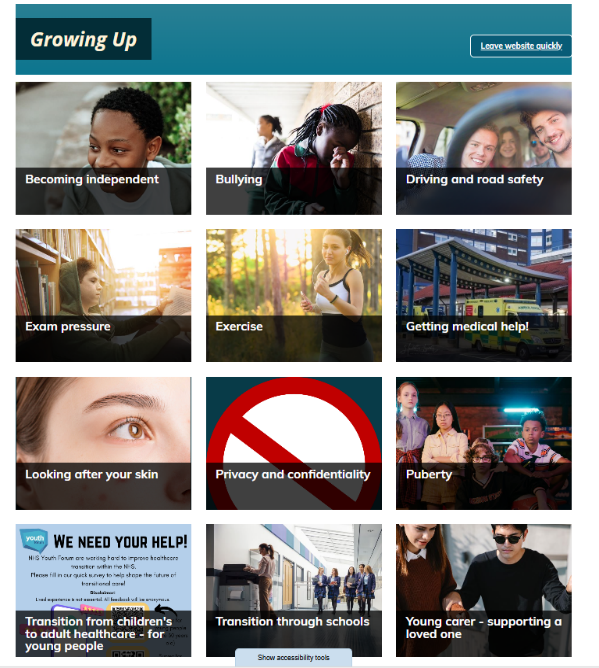 Growing Up
Leave website quickly
Becoming independent
Bullying
Driving and road safety
Exam pressure
Exercise
Getting medical help!
Looking after your skin
Privacy and confidentiality
Puberty
youth
WE NEED YOUR HELP!
NHS Youth Forum are working hard to improve healthcare
transition within the NHS.
Please fill in our quick survey to help shape the future of
transitional care!
Disclaimer:
Lived experience is not essential. All feedback will be anonymous.
Transition from children's
to adult healthcare - for
young people
Transition through schools
Young carer - supporting a
loved one
Show accessibility tools